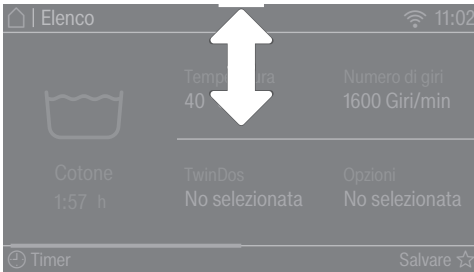 | Elenco 11:02
Temperatura Numero di giri
40 1600 Giri/min
Cotone TwinDos Opzioni
1:57 h No selezionata No selezionata
Timer Salvare